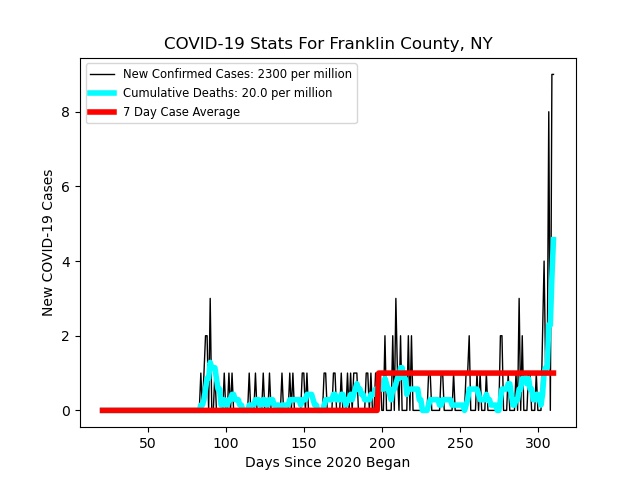 COVID-19 Stats For Franklin County, NY
New Confirmed Cases: 2300 per million
Cumulative Deaths: 20.0 per million
7 Day Case Average
New COVID-19 Cases
8
6
4
2
0
50 100 150 200 250 300
Days Since 2020 Began